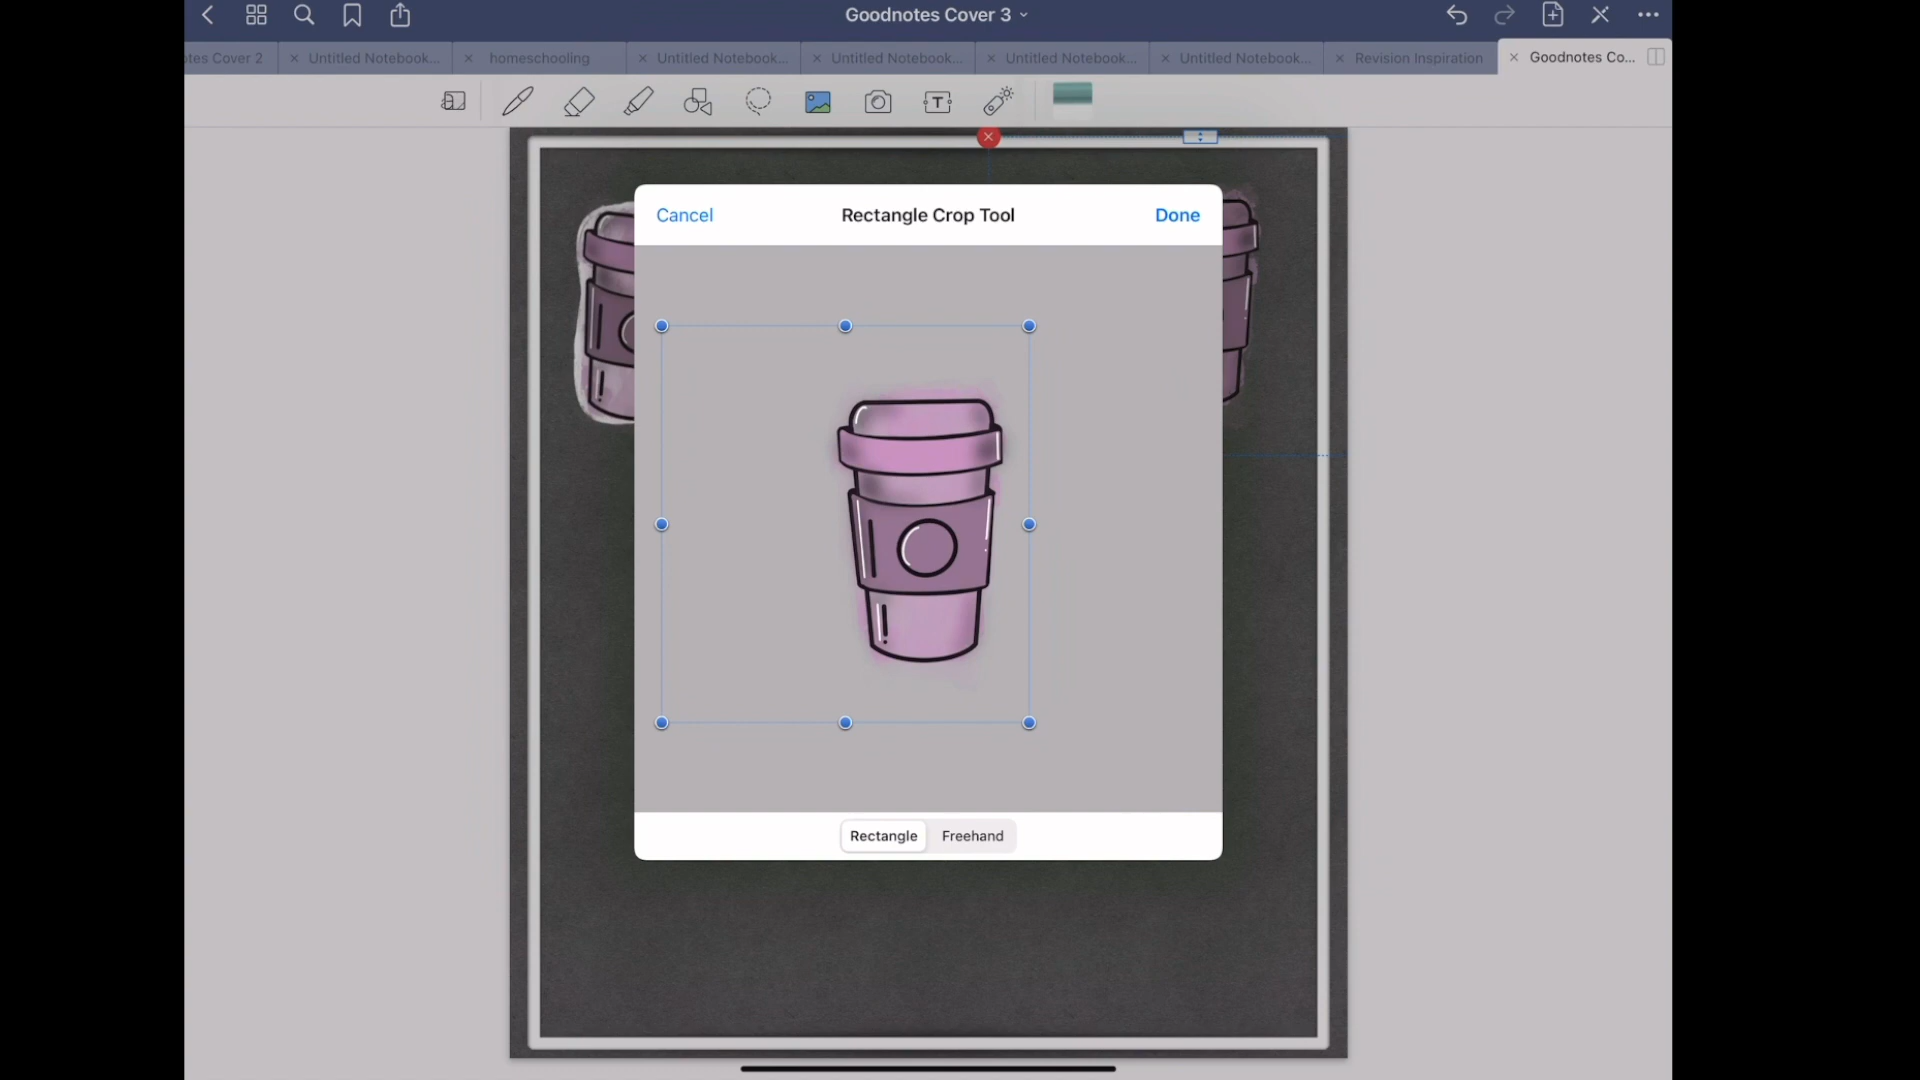 Goodnotes Cover 3
tes Cover 2
Untitled Notebook...
homeschooling
Untitled Notebook...
Untitled Notebook...
Untitled Notebook...
Untitled Notebook...
Revision Inspiration
Goodnotes Co...
T
Cancel
Rectangle Crop Tool
Done
Rectangle
Freehand